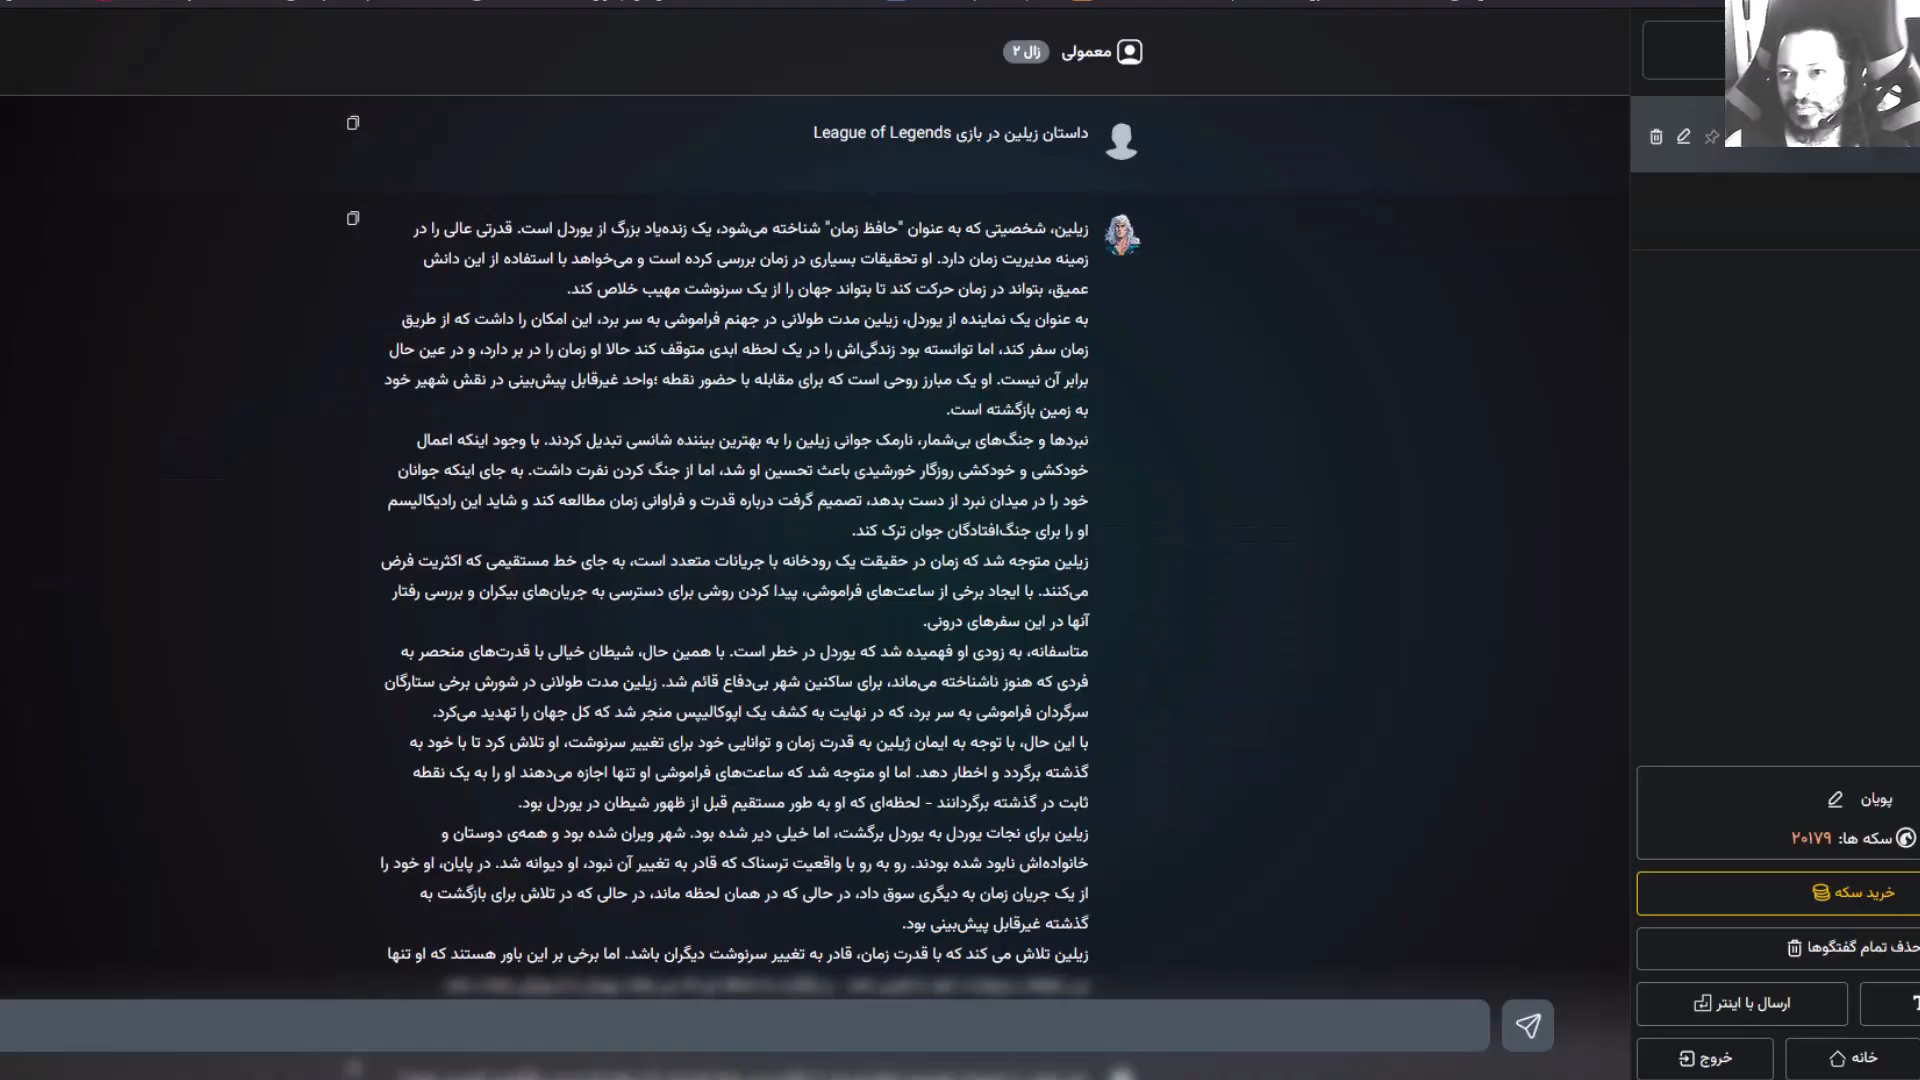 معمولی
زال ۲
داستان زیلین در بازی League of Legends
زیلین، شخصیتی که به عنوان "حافظ زمان" شناخته می‌شود، یک زنده‌یاد بزرگ از یوردل است. قدرتی عالی را در
زمینه مدیریت زمان دارد. او تحقیقات بسیاری در زمان بررسی کرده است و می‌خواهد با استفاده از این دانش
عمیق، بتواند در زمان حرکت کند تا بتواند جهان را از یک سرنوشت مهیب خلاص کند.
به عنوان یک نماینده از یوردل، زیلین مدت طولانی در جهنم فراموشی به سر برد، این امکان را داشت که از طریق
زمان سفر کند، اما توانسته بود زندگی‌اش را در یک لحظه ابدی متوقف کند حالا او زمان را در بر دارد، و در عین حال
برابر آن نیست. او یک مبارز روحی است که برای مقابله با حضور نقطه ؛واحد غیرقابل پیش‌بینی در نقش شهیر خود
به زمین بازگشته است.
نبردها و جنگ‌های بی‌شمار، نارمک جوانی زیلین را به بهترین بیننده شانسی تبدیل کردند. با وجود اینکه اعمال
خودکشی و خودکشی روزگار خورشیدی باعث تحسین او شد، اما از جنگ کردن نفرت داشت. به جای اینکه جوانان
خود را در میدان نبرد از دست بدهد، تصمیم گرفت درباره قدرت و فراوانی زمان مطالعه کند و شاید این رادیکالیسم
او را برای جنگ‌افتادگان جوان ترک کند.
زیلین متوجه شد که زمان در حقیقت یک رودخانه با جریانات متعدد است، به جای خط مستقیمی که اکثریت فرض
می‌کنند. با ایجاد برخی از ساعت‌های فراموشی، پیدا کردن روشی برای دسترسی به جریان‌های بیکران و بررسی رفتار
آنها در این سفرهای درونی.
متاسفانه، به زودی او فهمیده شد که یوردل در خطر است. با همین حال، شیطان خیالی با قدرت‌های منحصر به
فردی که هنوز ناشناخته می‌ماند، برای ساکنین شهر بی‌دفاع قائم شد. زیلین مدت طولانی در شورش برخی ستارگان
سرگردان فراموشی به سر برد، که در نهایت به کشف یک اپوکالیپس منجر شد که کل جهان را تهدید می‌کرد.
با این حال، با توجه به ایمان ژیلین به قدرت زمان و توانایی خود برای تغییر سرنوشت، او تلاش کرد تا با خود به
گذشته برگردد و اخطار دهد. اما او متوجه شد که ساعت‌های فراموشی او تنها اجازه می‌دهند او را به یک نقطه
ثابت در گذشته برگردانند - لحظه‌ای که او به طور مستقیم قبل از ظهور شیطان در یوردل بود.
زیلین برای نجات یوردل به یوردل برگشت، اما خیلی دیر شده بود. شهر ویران شده بود و همه‌ی دوستان و
خانواده‌اش نابود شده بودند. رو به رو با واقعیت ترسناک که قادر به تغییر آن نبود، او دیوانه شد. در پایان، او خود را
از یک جریان زمان به دیگری سوق داد، در حالی که در همان لحظه ماند، در حالی که در تلاش برای بازگشت به
گذشته غیرقابل پیش‌بینی بود.
زیلین تلاش می کند که با قدرت زمان، قادر به تغییر سرنوشت دیگران باشد. اما برخی بر این باور هستند که او تنها
پویان
سکه ها: ۲۰۱۷۹
خرید سکه
حذف تمام گفتگوها
ارسال با اینتر
خانه
خروج